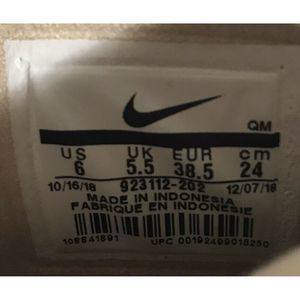 QM
US UK EUR cm
6 5.5 38.5 24
10/16/18 923112-202 12/07/18
MADE IN INDONESIA
FABRIQUE EN INDONESIE
108841891 UPC 00192499018250